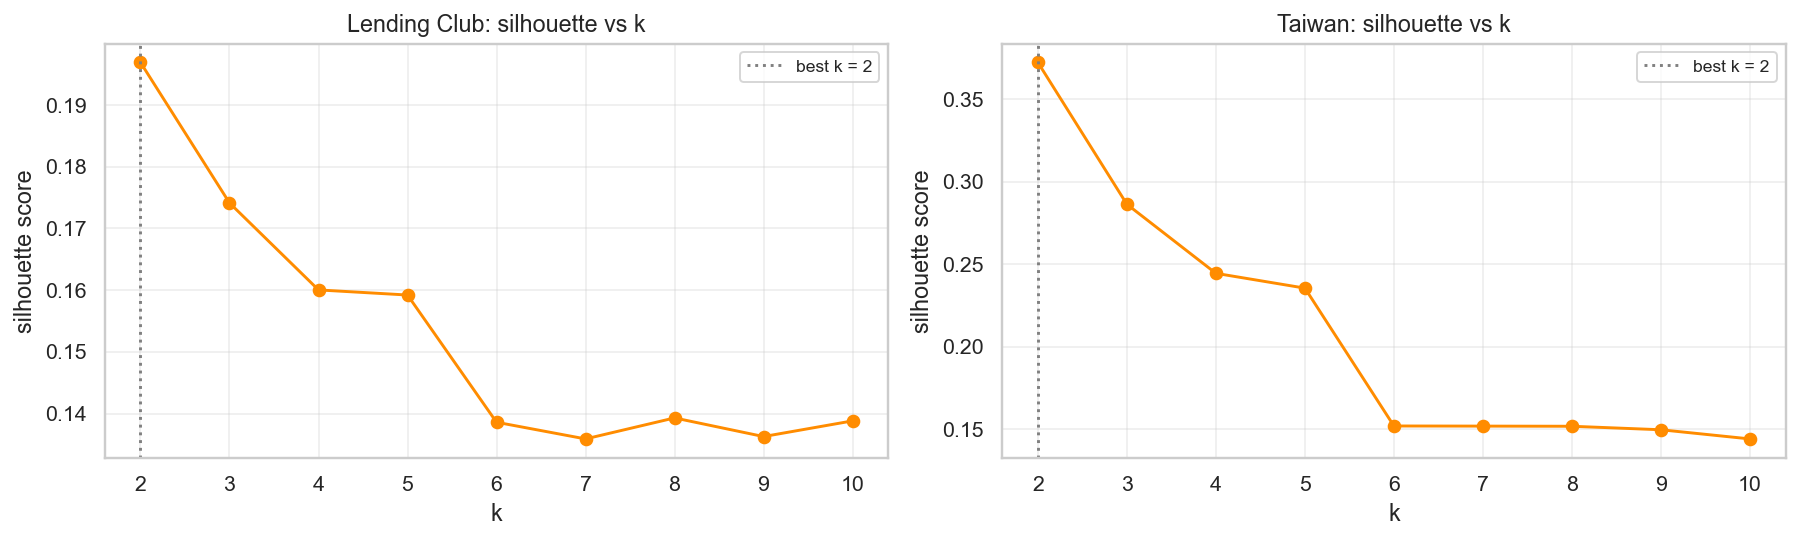 Lending Club: silhouette vs k
best k = 2
silhouette score
0.19
0.18
0.17
0.16
0.15
0.14
2 3 4 5 6 7 8 9 10
k
Taiwan: silhouette vs k
best k = 2
silhouette score
0.35
0.30
0.25
0.20
0.15
2 3 4 5 6 7 8 9 10
k